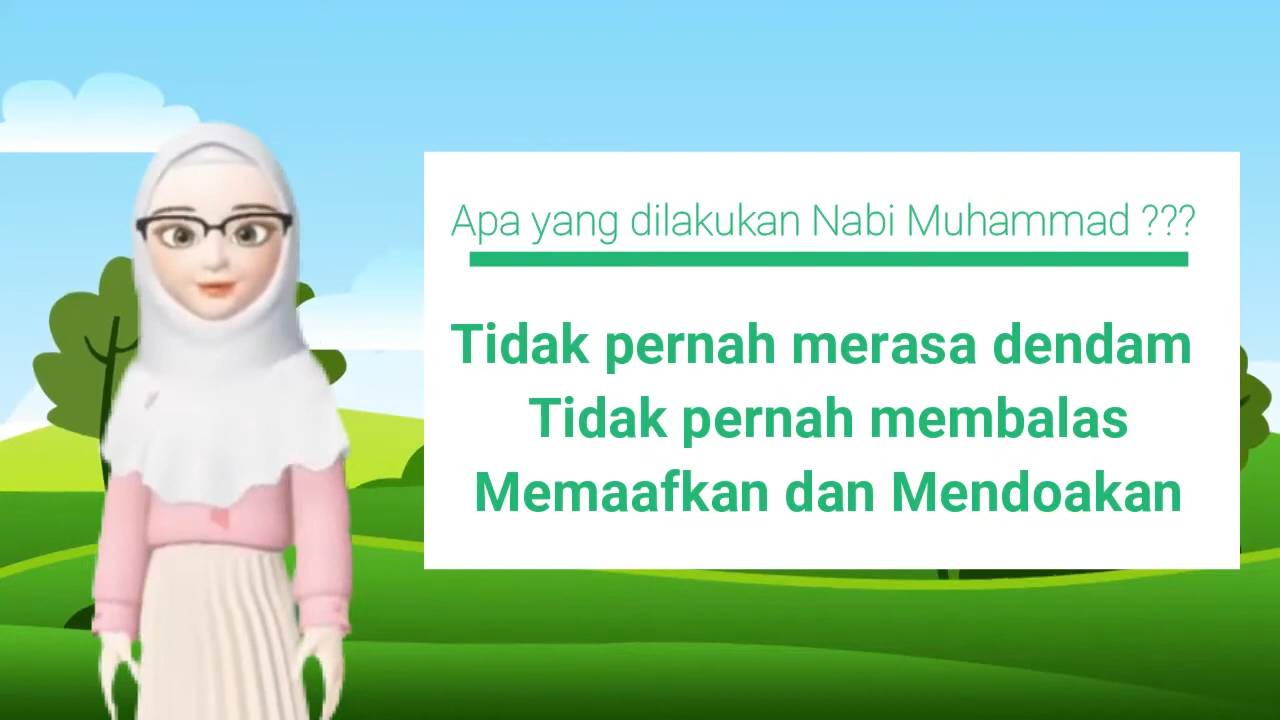 Apa yang dilakukan Nabi Muhammad ???
Tidak pernah merasa dendam
Tidak pernah membalas
Memaafkan dan Mendoakan